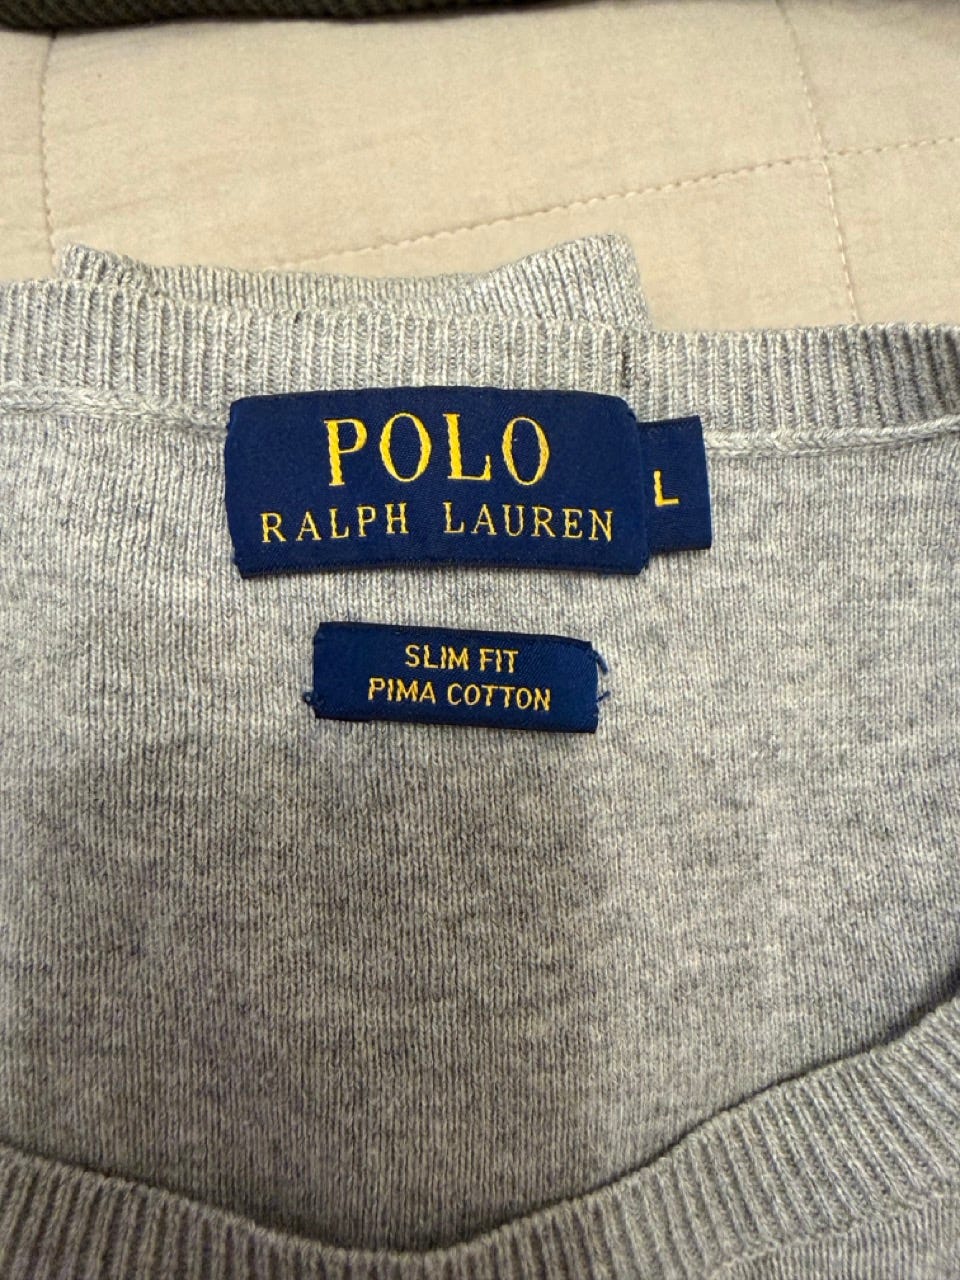 POLO
RALPH LAUREN
L
SLIM FIT
PIMA COTTON